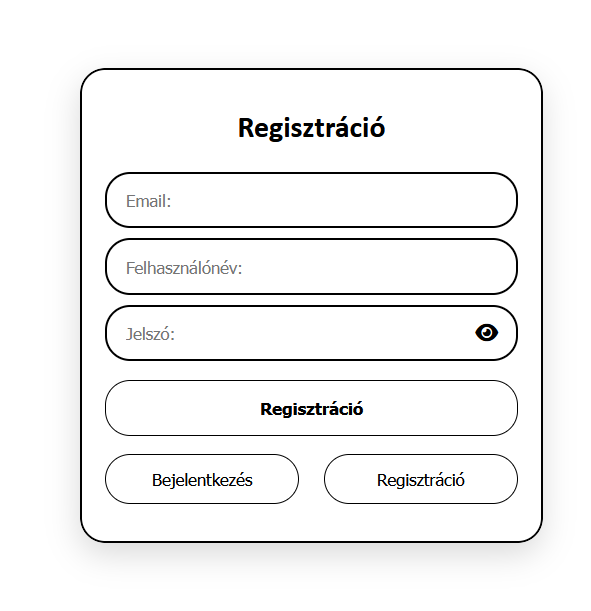 Regisztráció
Email:
Felhasználónév:
Jelszó:
Regisztráció
Bejelentkezés
Regisztráció